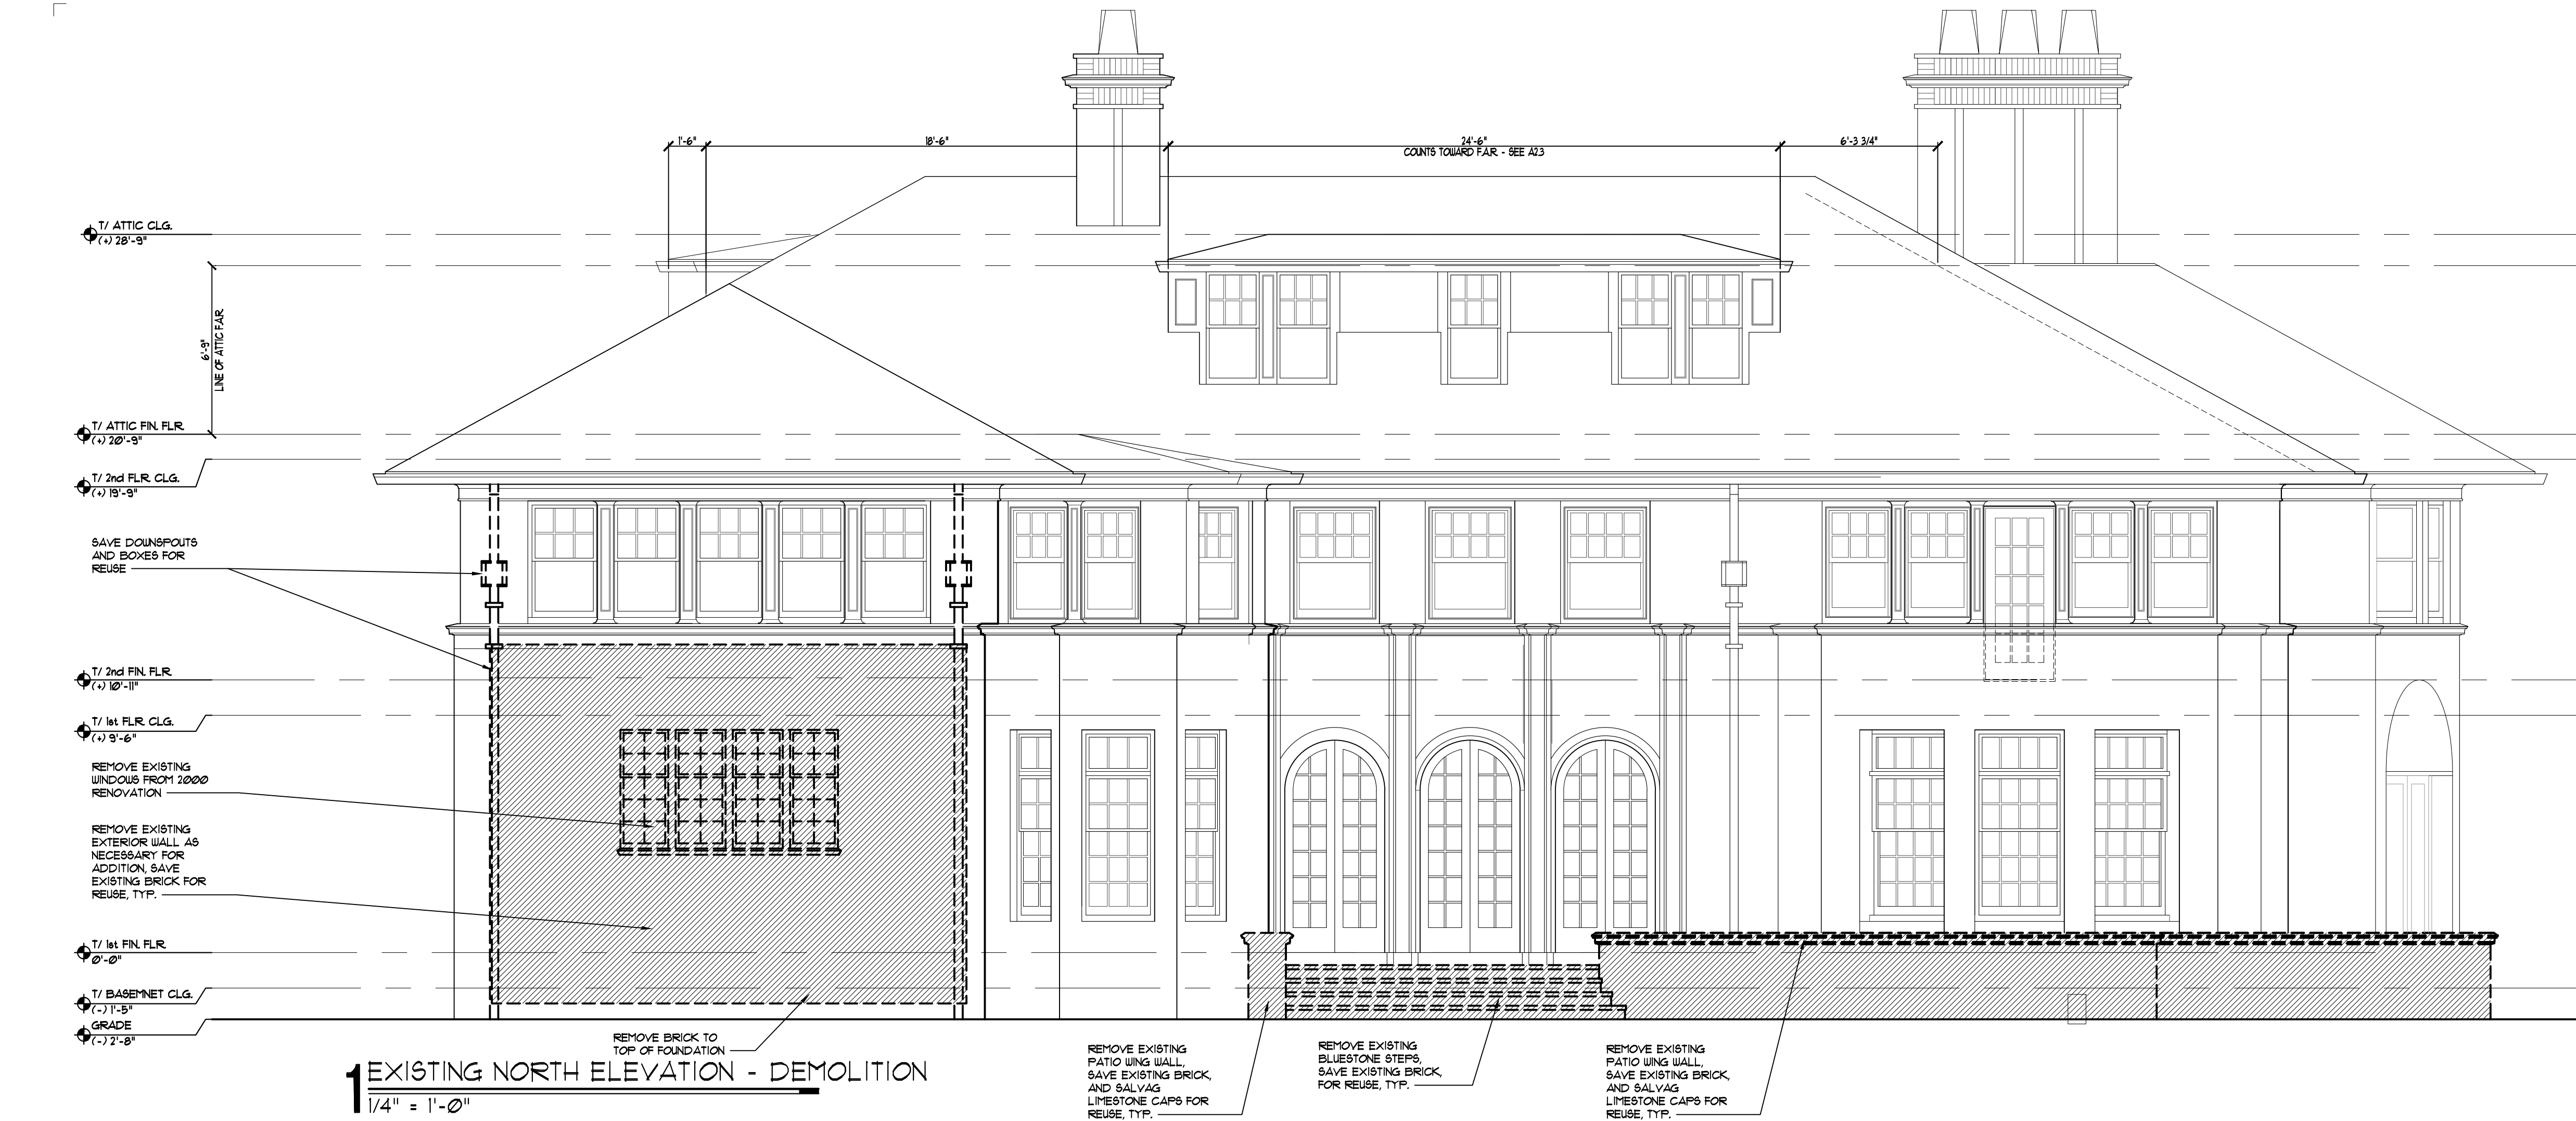 1'-6"
18'-6"
24'-6"
COUNTS TOWARD F.A.R. - SEE A2.3
6'-3 3/4"
T/ ATTIC CLG.
(+) 28'-9"
6'-9"
LINE OF ATTIC F.A.R.
T/ ATTIC FIN. FLR.
(+) 20'-9"
T/ 2nd FLR. CLG.
(+) 19'-9"
SAVE DOWNSPOUTS
AND BOXES FOR
REUSE
T/ 2nd FIN. FLR.
(+) 10'-11"
T/ 1st FLR. CLG.
(+) 9'-6"
REMOVE EXISTING
WINDOWS FROM 2000
RENOVATION
REMOVE EXISTING
EXTERIOR WALL AS
NECESSARY FOR
ADDITION, SAVE
EXISTING BRICK FOR
REUSE, TYP.
T/ 1st FIN. FLR.
0'-0"
T/ BASEMNET CLG.
(-) 1'-5"
GRADE
(-) 2'-8"
REMOVE BRICK TO
TOP OF FOUNDATION
REMOVE EXISTING
PATIO WING WALL,
SAVE EXISTING BRICK,
AND SALVAG
LIMESTONE CAPS FOR
REUSE, TYP.
REMOVE EXISTING
BLUESTONE STEPS,
SAVE EXISTING BRICK,
FOR REUSE, TYP.
REMOVE EXISTING
PATIO WING WALL,
SAVE EXISTING BRICK,
AND SALVAG
LIMESTONE CAPS FOR
REUSE, TYP.
1 EXISTING NORTH ELEVATION - DEMOLITION
1/4" = 1'-0"